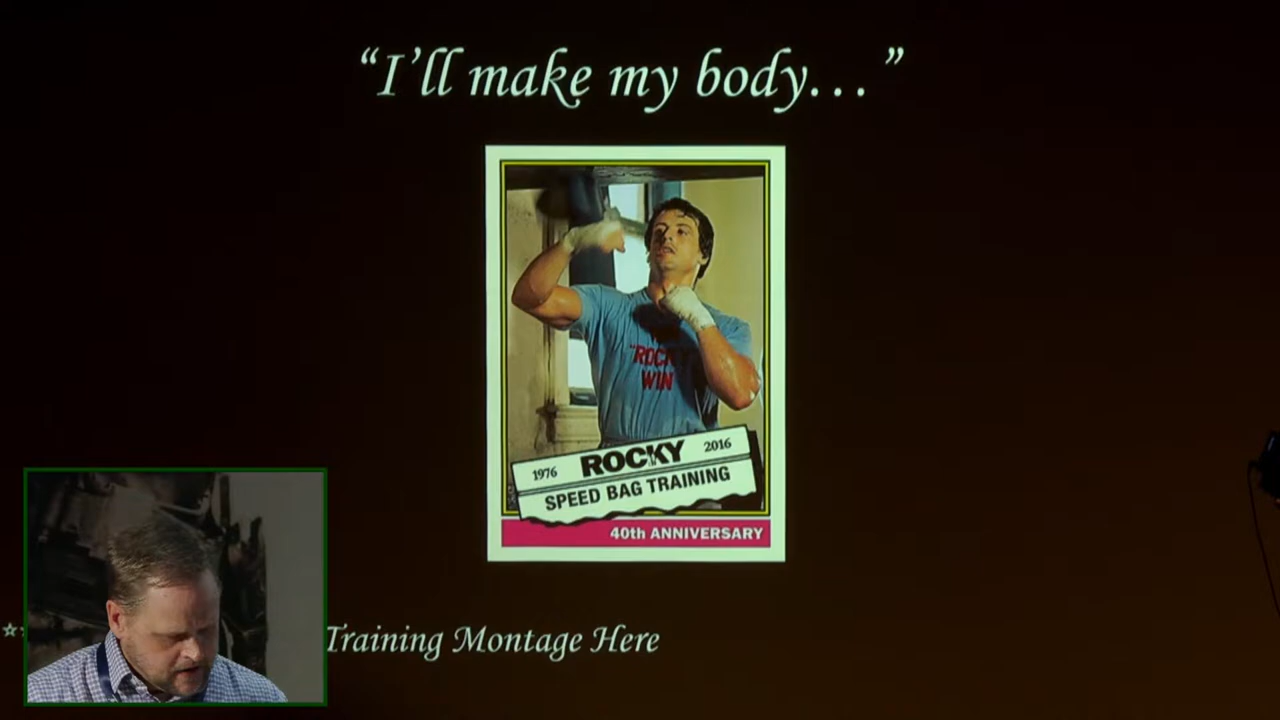 “I’ll make my body…”
"ROCKY
WIN
1976 ROCKY 2016
SPEED BAG TRAINING
40th ANNIVERSARY
Training Montage Here